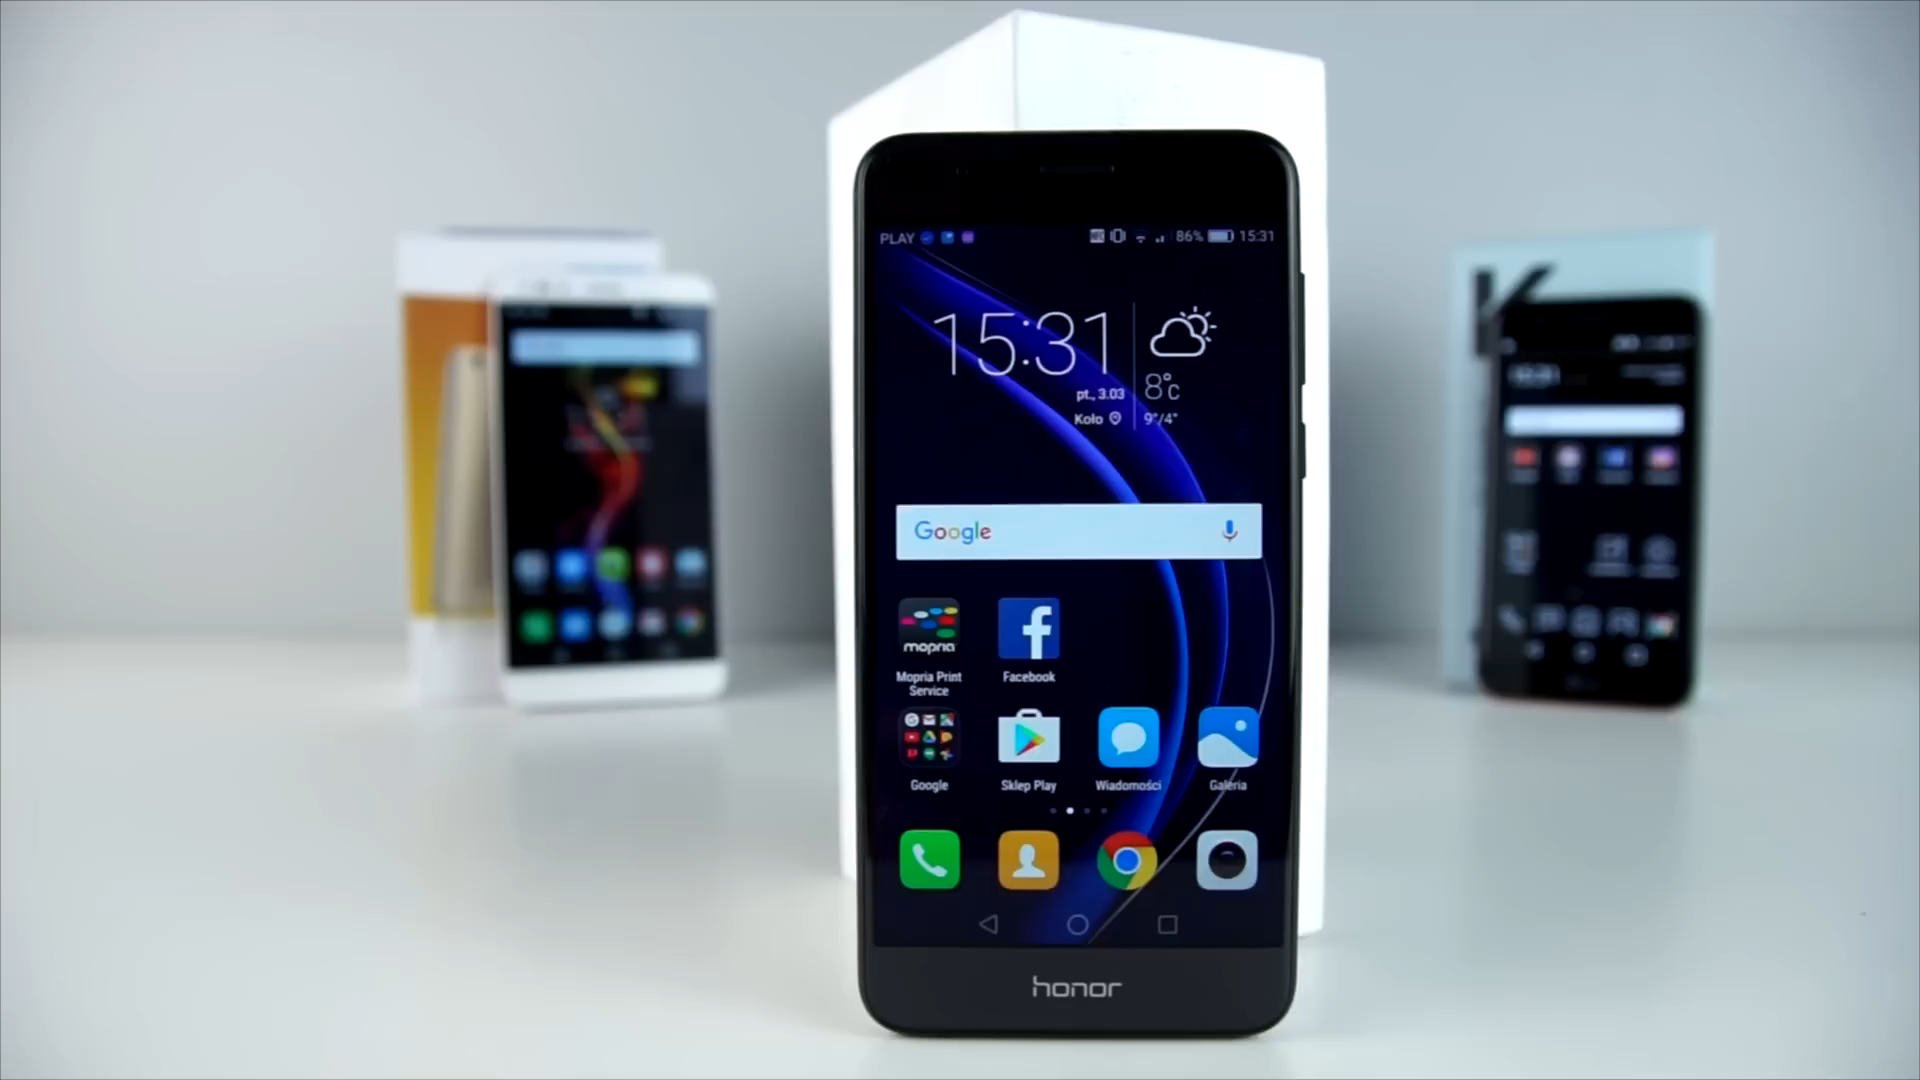 PLAY 86% 15:31
15:31
pt., 3.03
8°c
Koło 9°/4°
Google
mopria
Mopria Print Service
Facebook
Google
Sklep Play
Wiadomości
Galeria
honor
K